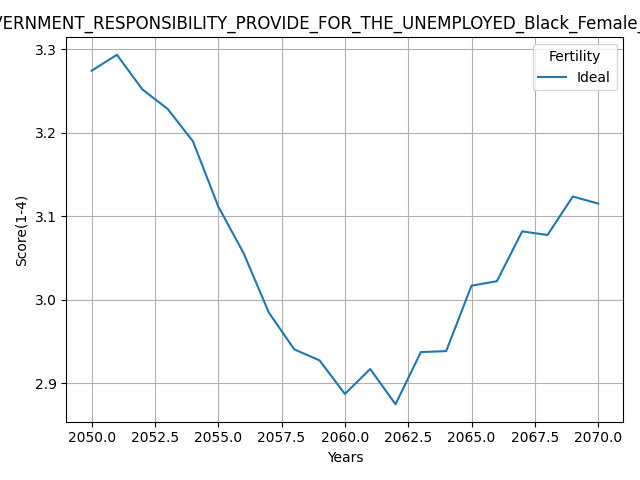 VERNMENT_RESPONSIBILITY_PROVIDE_FOR_THE_UNEMPLOYED_Black_Female_
Fertility
Ideal
3.3
3.2
3.1
3.0
2.9
Score(1-4)
2050.0 2052.5 2055.0 2057.5 2060.0 2062.5 2065.0 2067.5 2070.0
Years